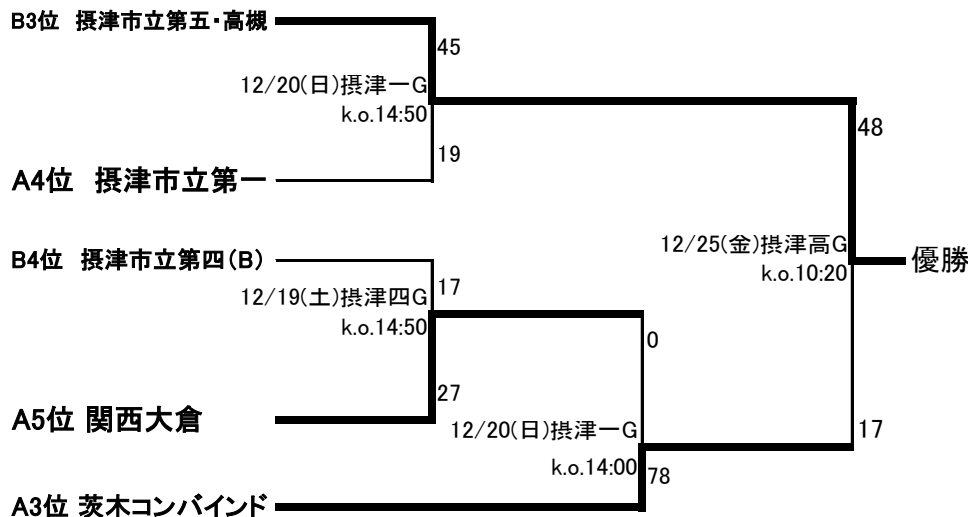 B3位 摂津市立第五・高槻
45
12/20(日)摂津一G
k.o.14:50
48
19
A4位 摂津市立第一
B4位 摂津市立第四(B)
12/25(金)摂津高G
k.o.10:20
優勝
17
12/19(土)摂津四G
k.o.14:50
0
27
A5位 関西大倉
12/20(日)摂津一G
17
k.o.14:00
78
A3位 茨木コンバインド